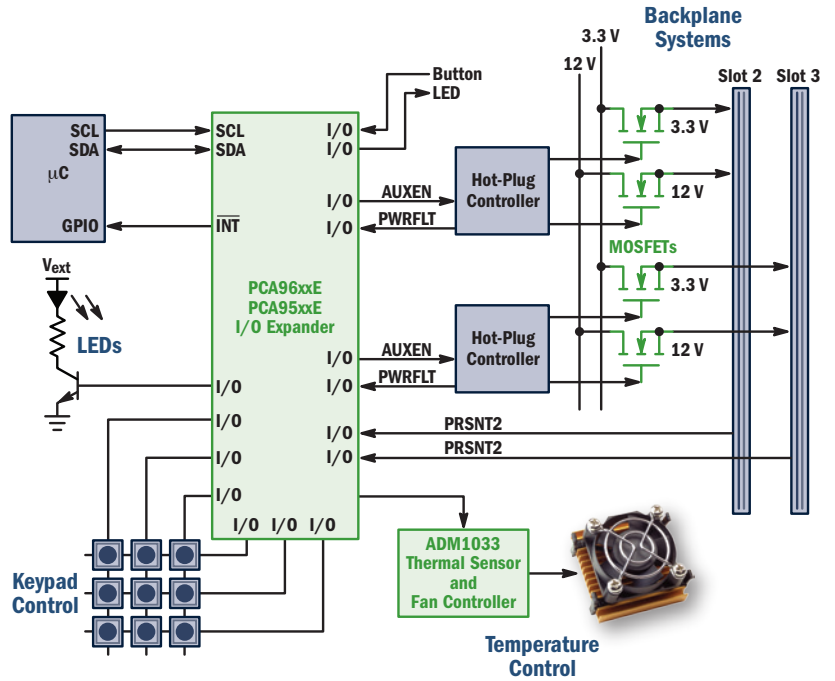 Backplane
Systems
3.3 V
12 V
Slot 2
Slot 3
Button
LED
SCL
SDA
μC
GPIO
SCL
SDA
INT
I/O
I/O
I/O
I/O
AUXEN
PWRFLT
Hot-Plug
Controller
3.3 V
12 V
MOSFETs
3.3 V
12 V
Vext
LEDs
PCA96xxE
PCA95xxE
I/O Expander
I/O
I/O
AUXEN
PWRFLT
Hot-Plug
Controller
I/O
I/O
I/O
I/O
I/O
I/O
PRSNT2
PRSNT2
I/O I/O I/O
Keypad
Control
ADM1033
Thermal Sensor
and
Fan Controller
Temperature
Control